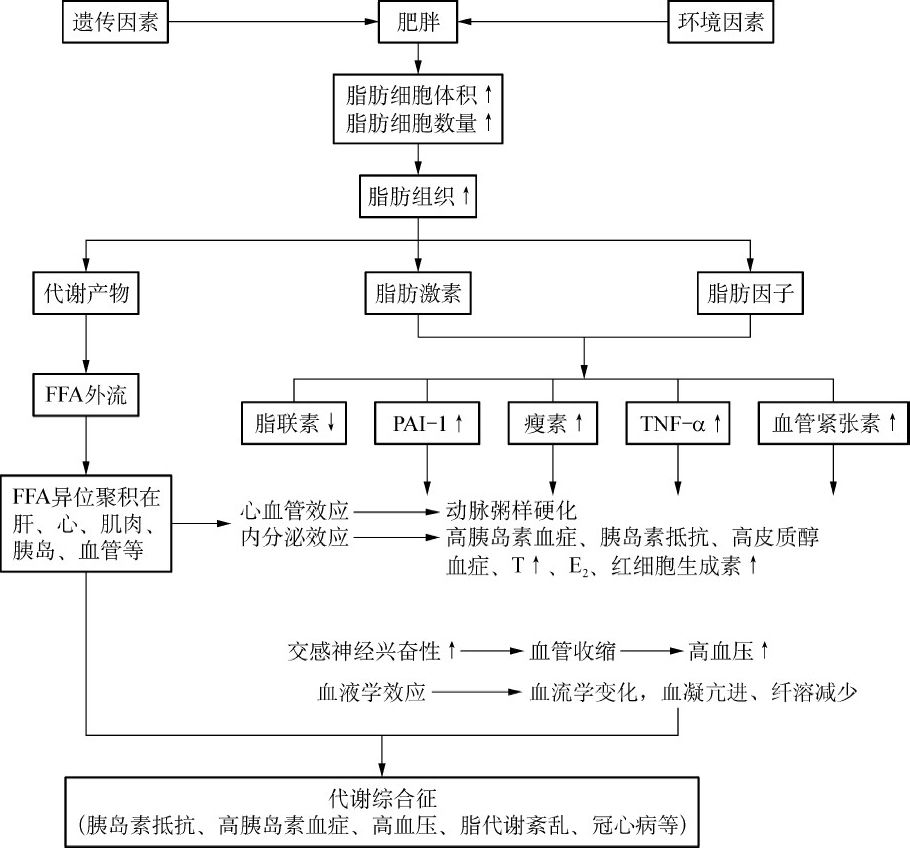 遗传因素
肥胖
环境因素
脂肪细胞体积↑
脂肪细胞数量↑
脂肪组织↑
代谢产物
脂肪激素
脂肪因子
FFA外流
脂联素↓
PAI-1↑
瘦素↑
TNF-α↑
血管紧张素↑
FFA异位聚积在
肝、心、肌肉、
胰岛、血管等
心血管效应
动脉粥样硬化
内分泌效应
高胰岛素血症、胰岛素抵抗、高皮质醇
血症、T↑、E₂、红细胞生成素↑
交感神经兴奋性↑
血管收缩
高血压↑
血液学效应
血流学变化，血凝亢进、纤溶减少
代谢综合征
(胰岛素抵抗、高胰岛素血症、高血压、脂代谢紊乱、冠心病等)